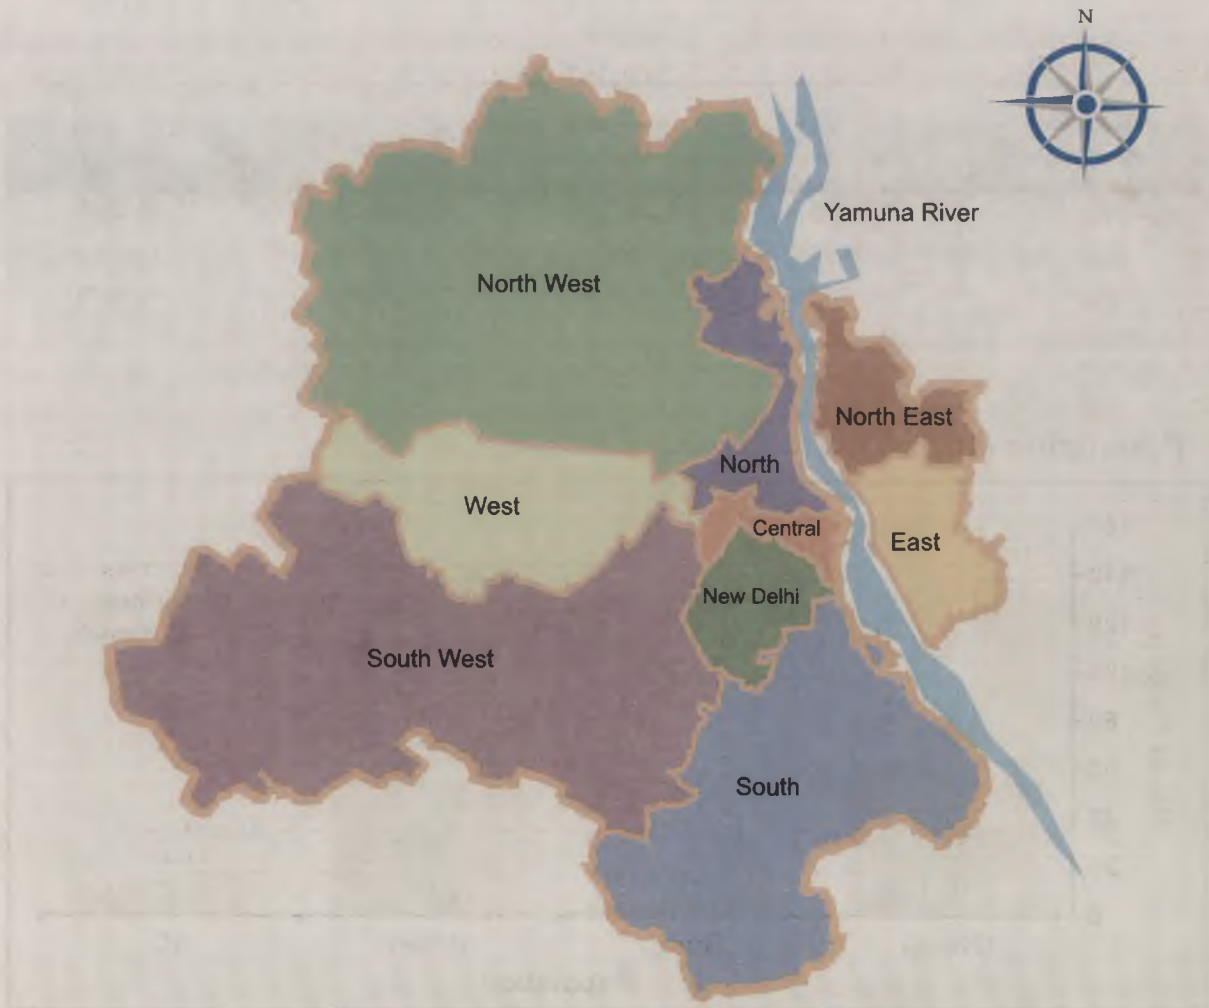 N
Yamuna River
North West
North East
North
West
Central
East
New Delhi
South West
South